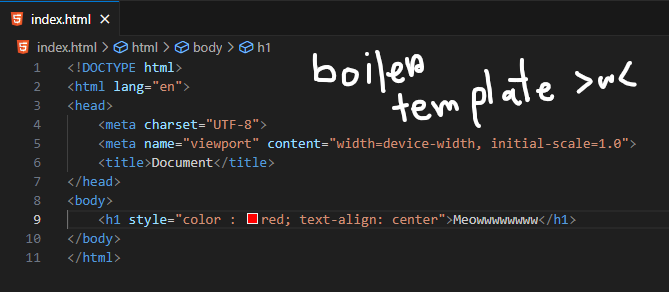 index.html ×
index.html > html > body > h1
1 <!DOCTYPE html>
2 <html lang="en">
3 <head>
4 <meta charset="UTF-8">
5 <meta name="viewport" content="width=device-width, initial-scale=1.0">
6 <title>Document</title>
7 </head>
8 <body>
9 <h1 style="color : red; text-align: center">Meowwwwwwww</h1>
10 </body>
11 </html>
boiler
template >w<